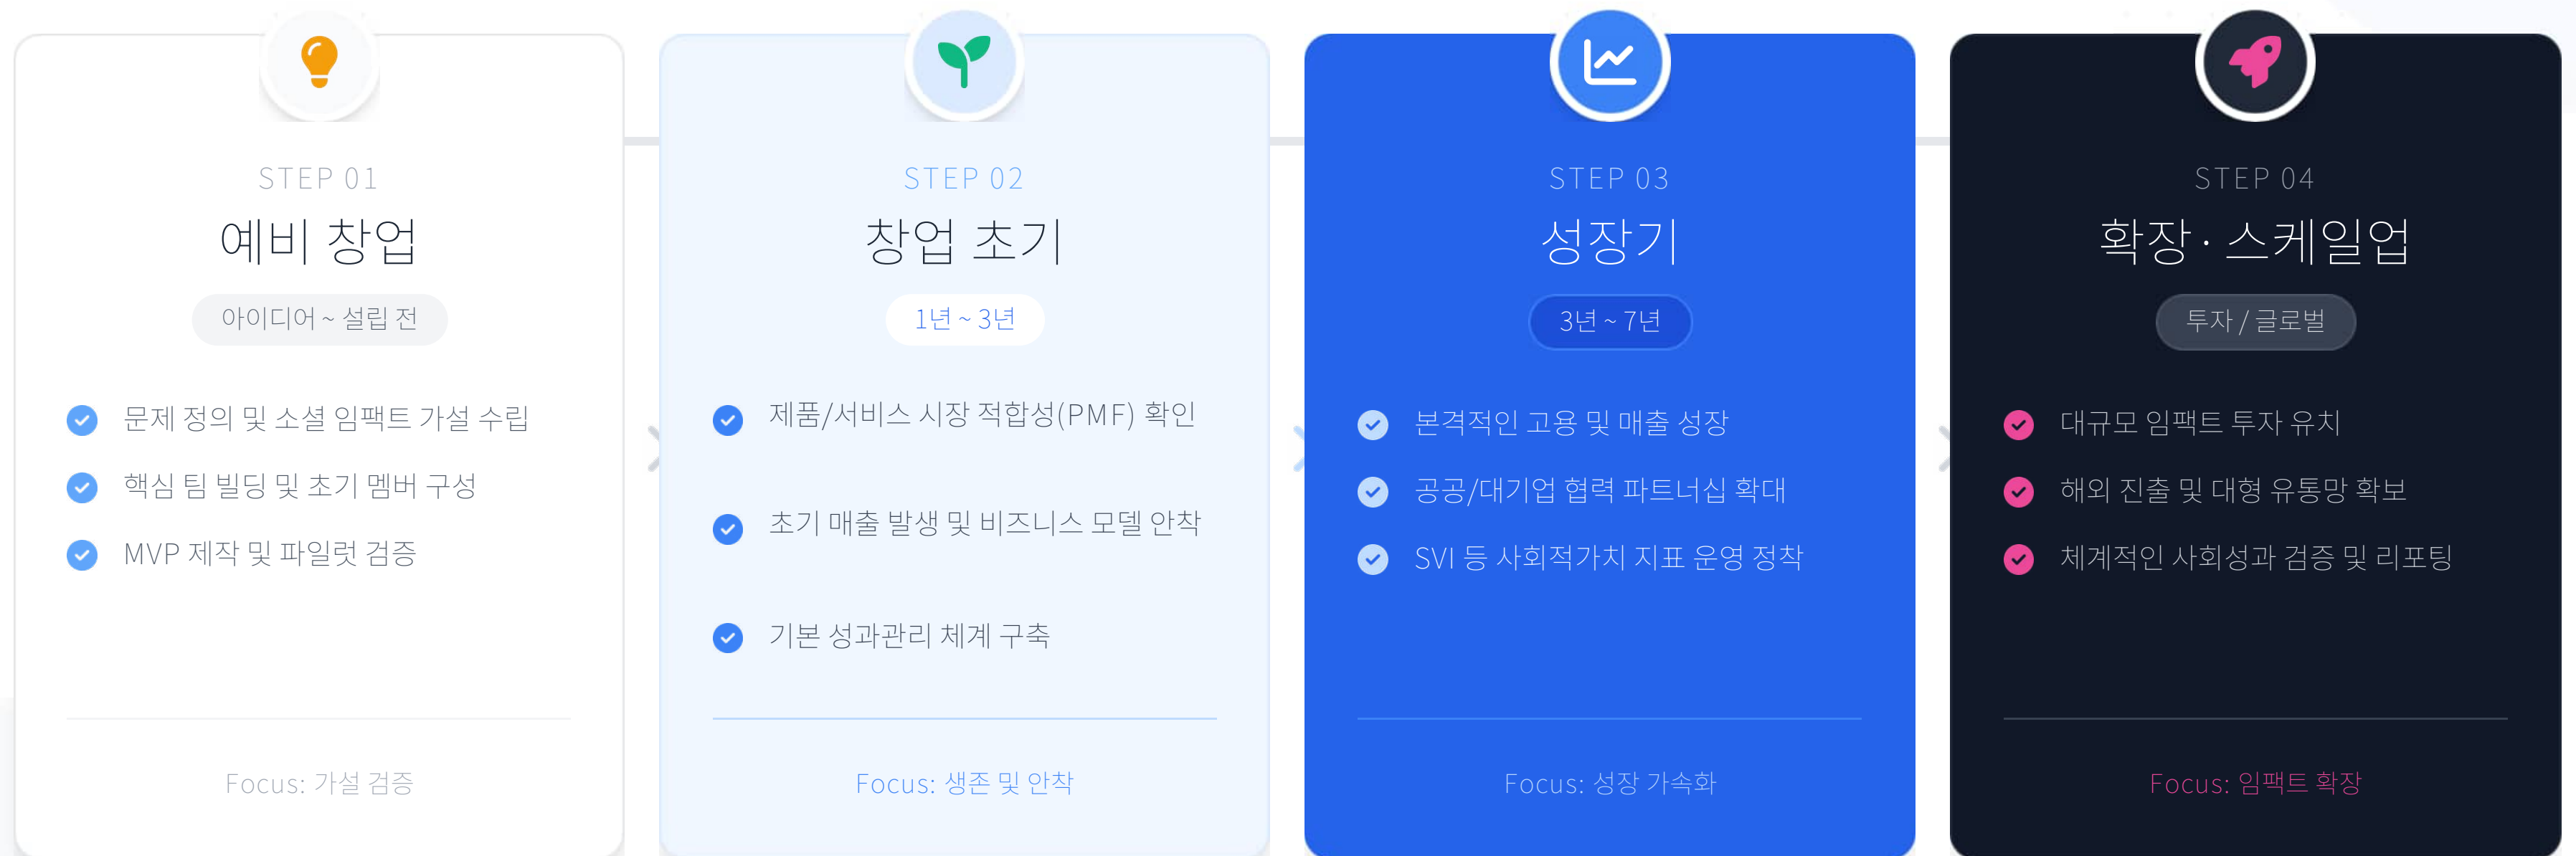 STEP 01
예비 창업
아이디어 ~ 설립 전
문제 정의 및 소셜 임팩트 가설 수립
핵심 팀 빌딩 및 초기 멤버 구성
MVP 제작 및 파일럿 검증
Focus: 가설 검증
STEP 02
창업 초기
1년 ~ 3년
제품/서비스 시장 적합성(PMF) 확인
초기 매출 발생 및 비즈니스 모델 안착
기본 성과관리 체계 구축
Focus: 생존 및 안착
STEP 03
성장기
3년 ~ 7년
본격적인 고용 및 매출 성장
공공/대기업 협력 파트너십 확대
SVI 등 사회적가치 지표 운영 정착
Focus: 성장 가속화
STEP 04
확장 · 스케일업
투자 / 글로벌
대규모 임팩트 투자 유치
해외 진출 및 대형 유통망 확보
체계적인 사회성과 검증 및 리포팅
Focus: 임팩트 확장